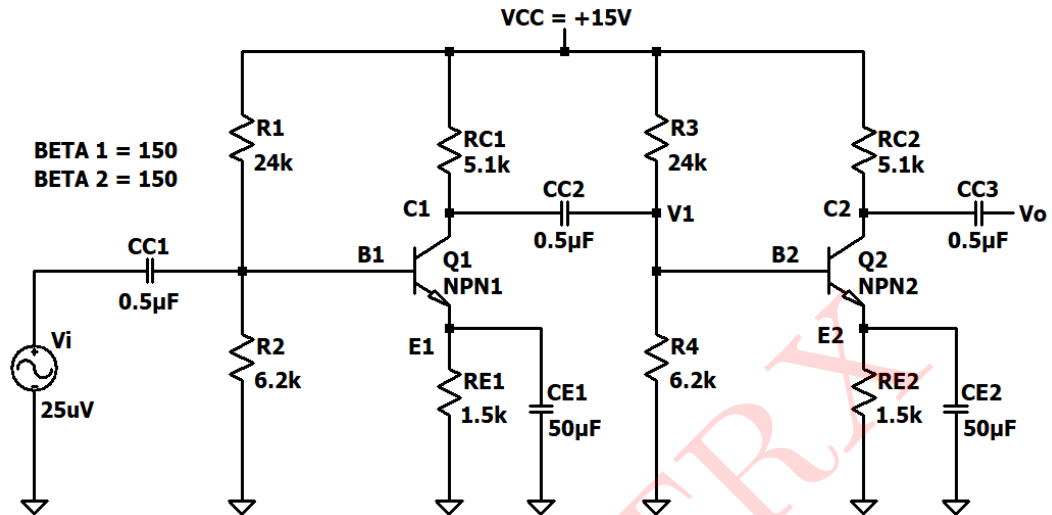 VCC = +15V
R1
24k
RC1
5.1k
R3
24k
RC2
5.1k
BETA 1 = 150
BETA 2 = 150
CC2
0.5µF
CC3
0.5µF
C1
V1
C2
Vo
CC1
0.5µF
B1
Q1
NPN1
B2
Q2
NPN2
Vi
25uV
R2
6.2k
E1
RE1
1.5k
CE1
50µF
R4
6.2k
E2
RE2
1.5k
CE2
50µF
TRX